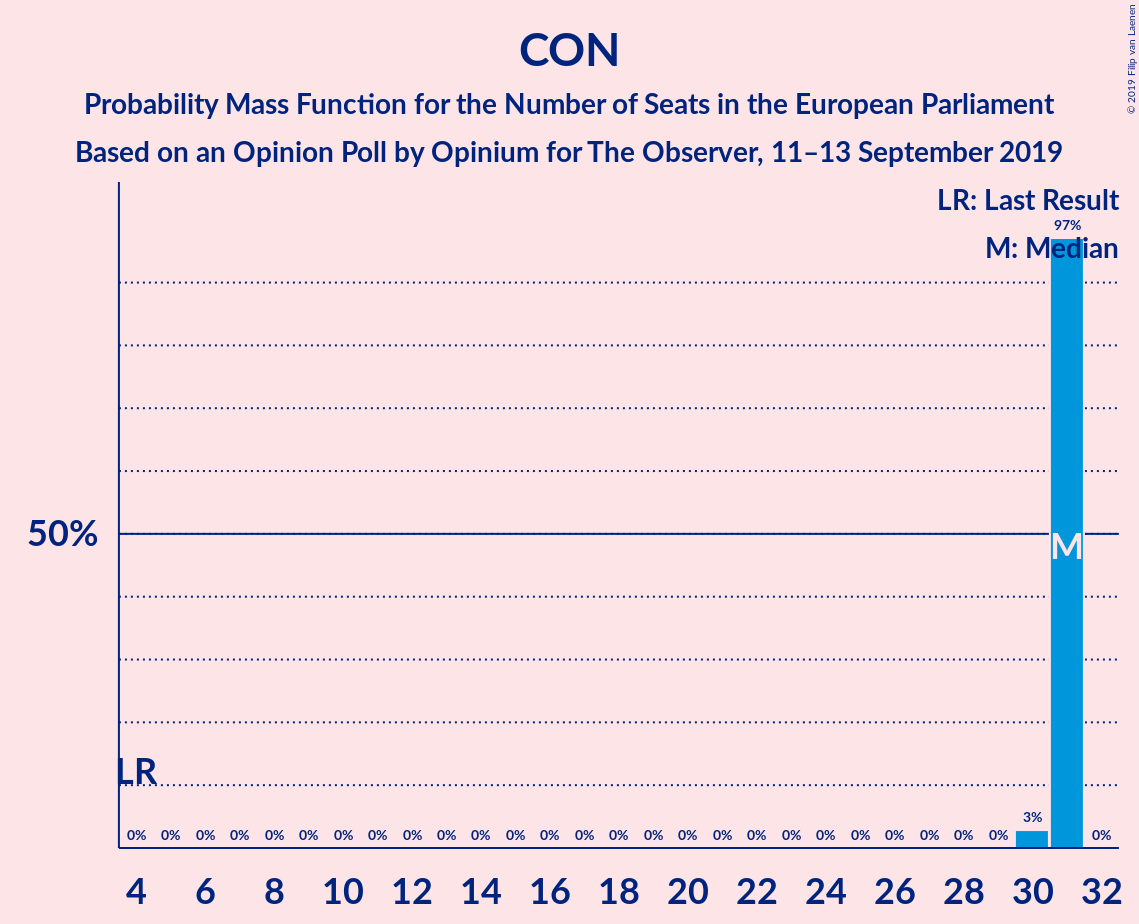 CON
Probability Mass Function for the Number of Seats in the European Parliament
Based on an Opinion Poll by Opinium for The Observer, 11–13 September 2019
© 2019 Filip van Laenen
LR: Last Result
97%
M: Median
50%
M
LR
3%
0% 0% 0% 0% 0% 0% 0% 0% 0% 0% 0% 0% 0% 0% 0% 0% 0% 0% 0% 0% 0% 0% 0% 0% 0% 0% 0%
4 6 8 10 12 14 16 18 20 22 24 26 28 30 32